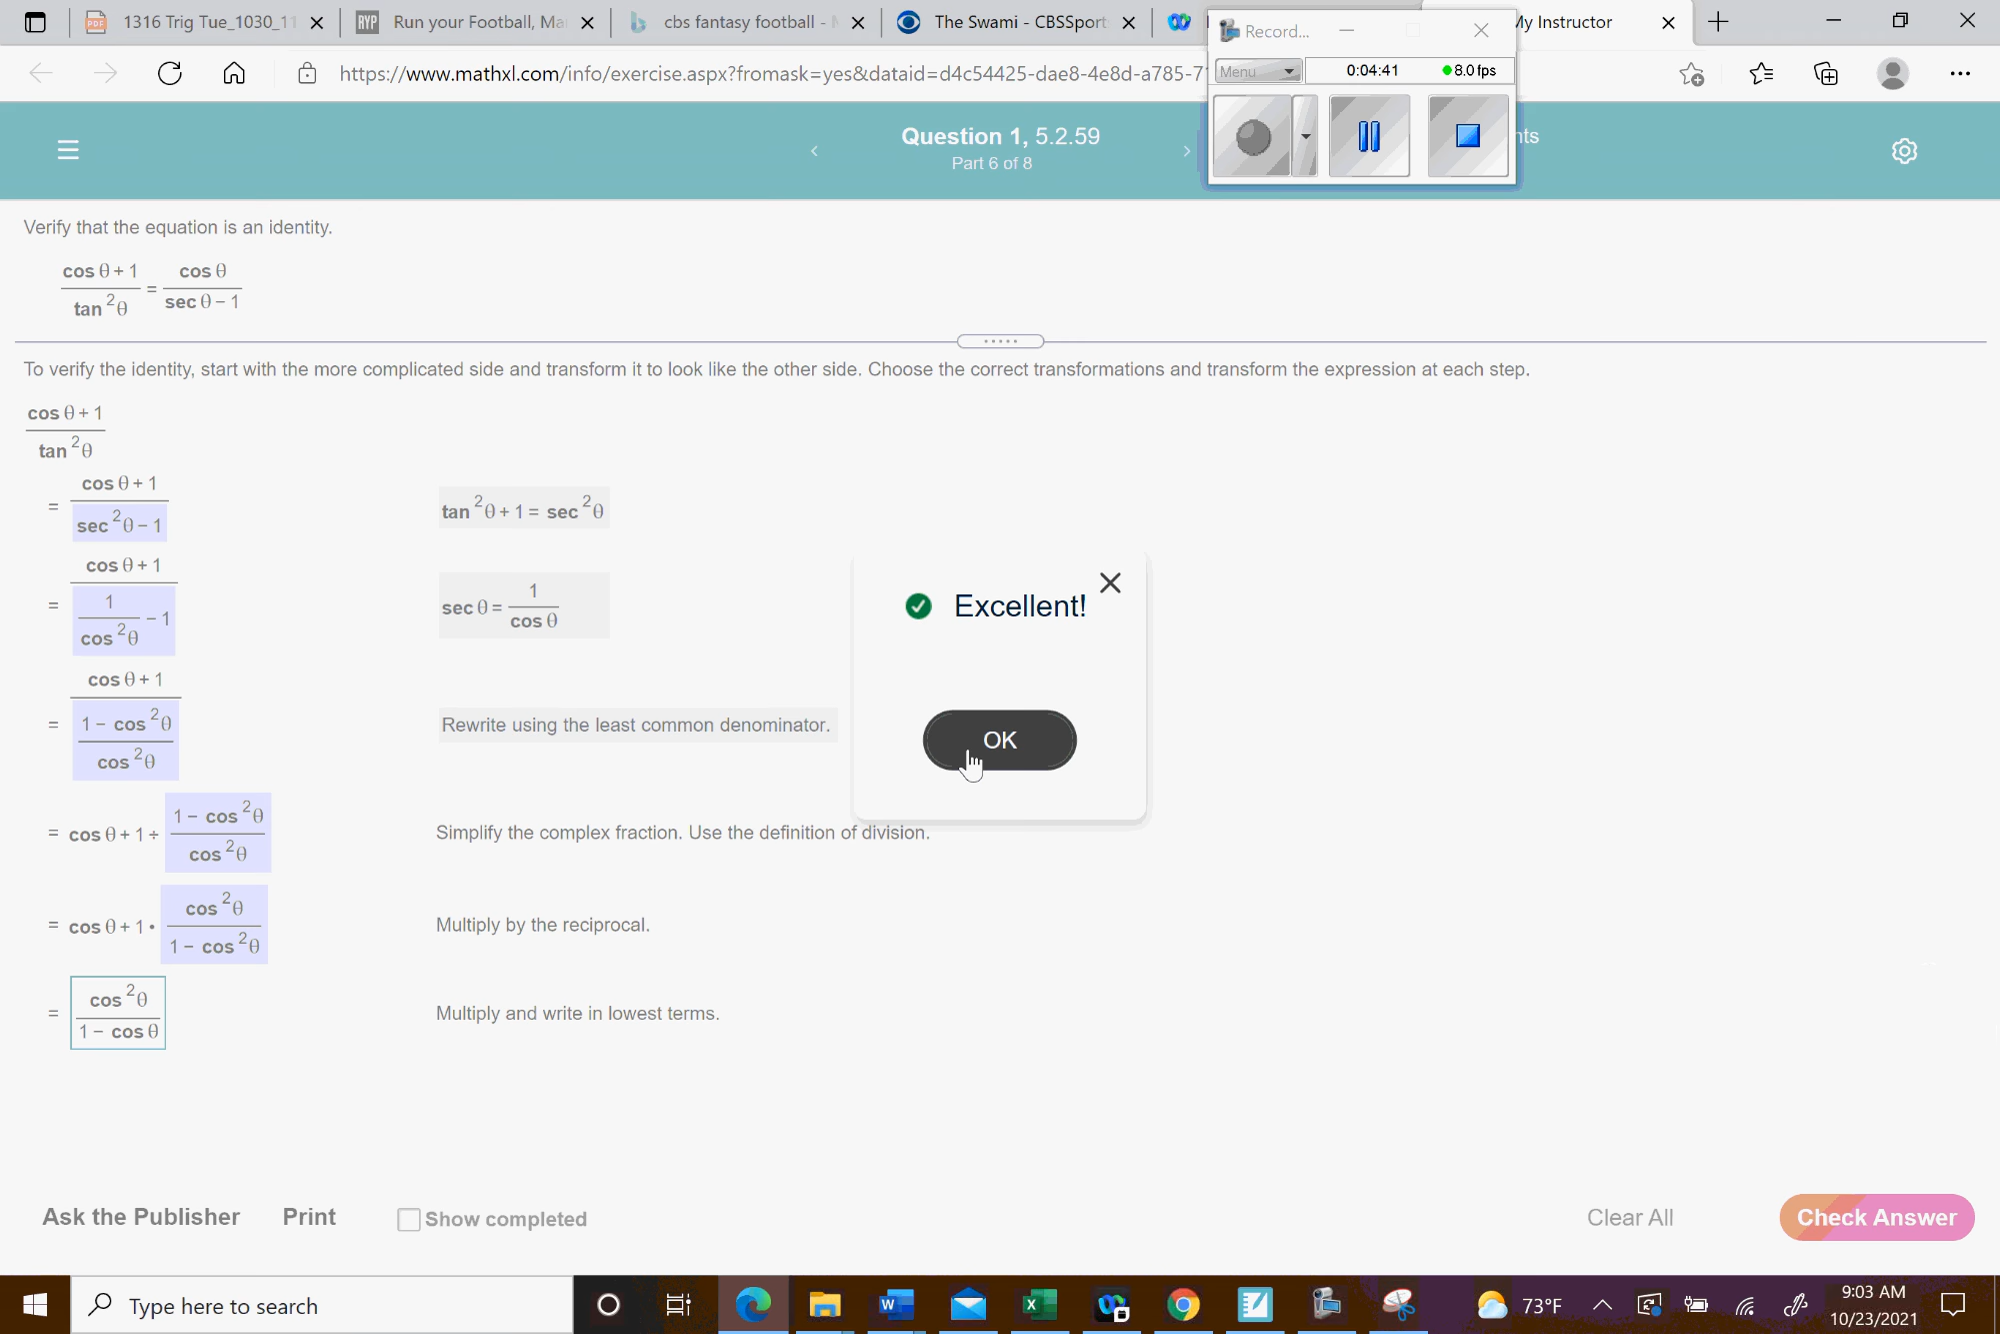 1316 Trig Tue_1030_11
RYP Run your Football, Ma
cbs fantasy football -
The Swami - CBSSport
My Instructor
https://www.mathxl.com/info/exercise.aspx?fromask=yes&dataid=d4c54425-dae8-4e8d-a785-7
Record...
Menu 0:04:41 8.0 fps
Question 1, 5.2.59
Part 6 of 8
nts
Verify that the equation is an identity.
cos θ + 1 / tan²θ = cos θ / sec θ − 1
To verify the identity, start with the more complicated side and transform it to look like the other side. Choose the correct transformations and transform the expression at each step.
cos θ + 1 / tan²θ
= cos θ + 1 / sec²θ − 1 tan²θ + 1 = sec²θ
= cos θ + 1 / 1 / cos²θ − 1 sec θ = 1 / cos θ
= cos θ + 1 / 1 − cos²θ / cos²θ Rewrite using the least common denominator.
= cos θ + 1 ÷ 1 − cos²θ / cos²θ Simplify the complex fraction. Use the definition of division.
= cos θ + 1 • cos²θ / 1 − cos²θ Multiply by the reciprocal.
= cos²θ / 1 − cos θ Multiply and write in lowest terms.
Excellent!
OK
Ask the Publisher Print Show completed Clear All Check Answer
Type here to search
73°F
9:03 AM
10/23/2021